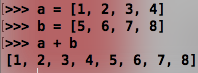 >>> a = [1, 2, 3, 4]
>>> b = [5, 6, 7, 8]
>>> a + b
[1, 2, 3, 4, 5, 6, 7, 8]